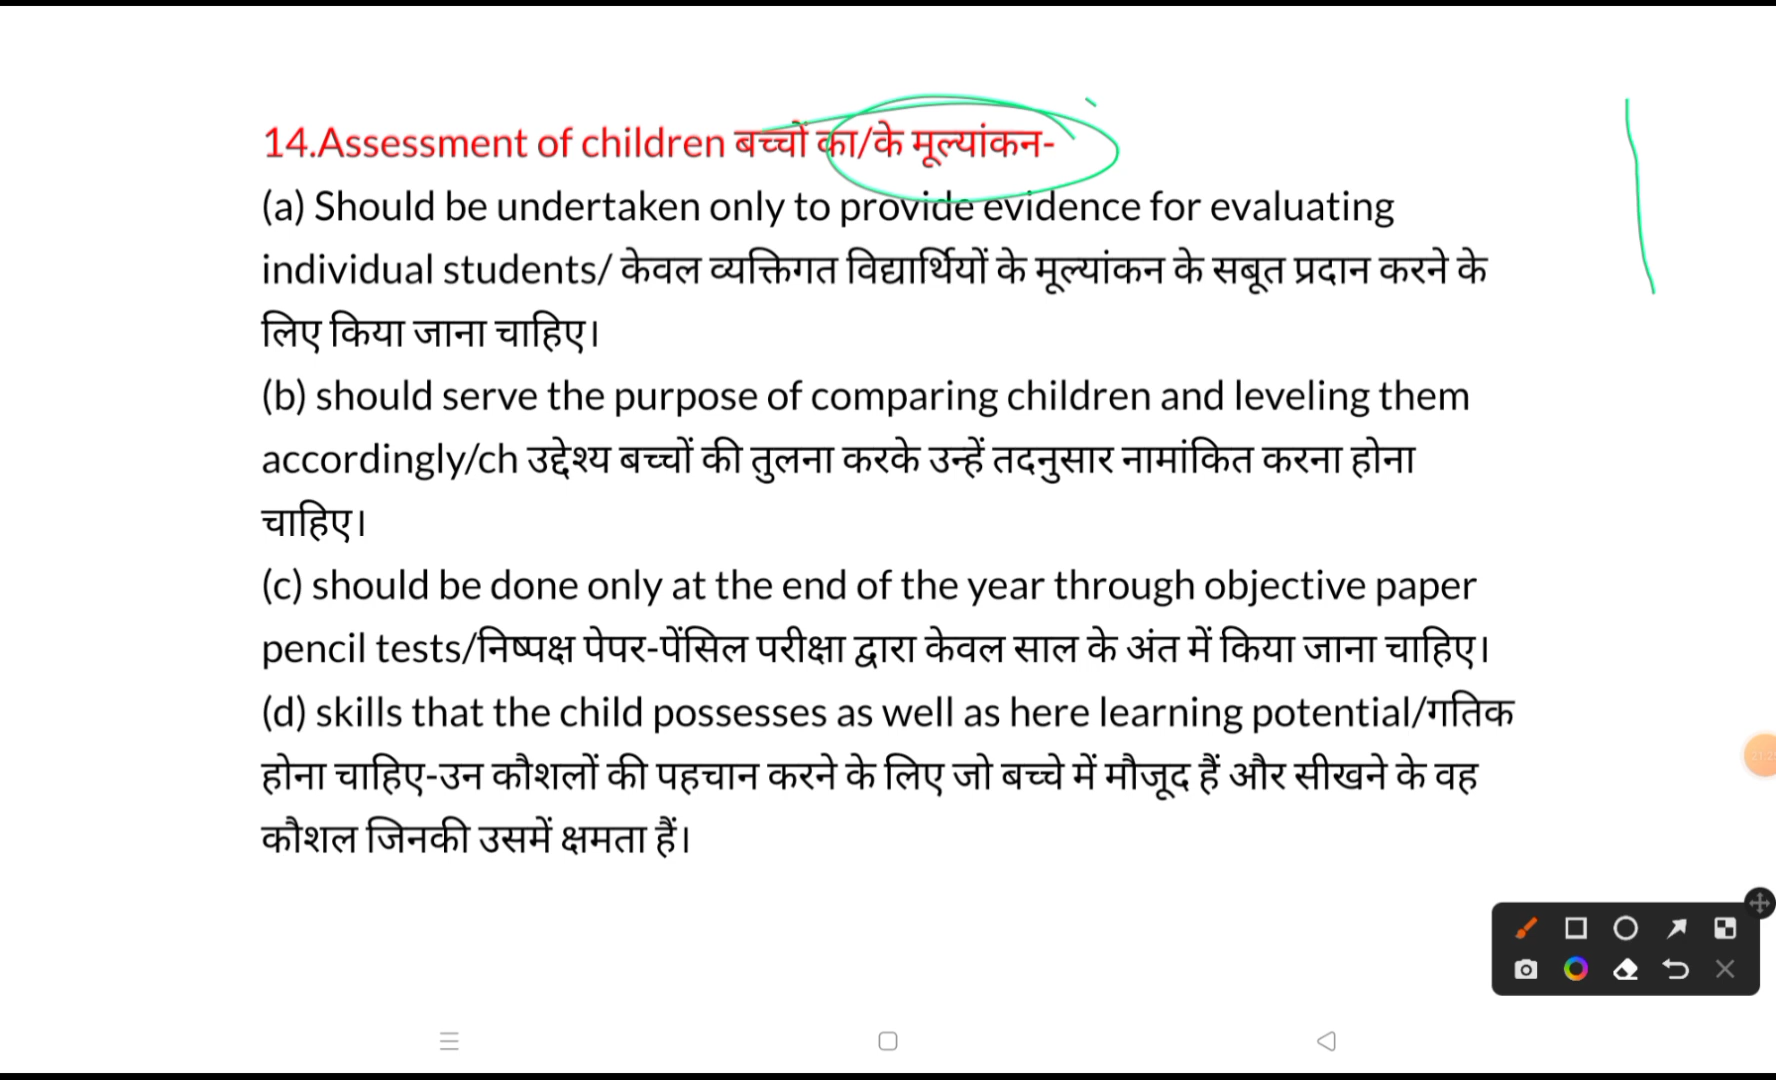 14.Assessment of children बच्चों का/के मूल्यांकन-
(a) Should be undertaken only to provide evidence for evaluating
individual students/ केवल व्यक्तिगत विद्यार्थियों के मूल्यांकन के सबूत प्रदान करने के
लिए किया जाना चाहिए।
(b) should serve the purpose of comparing children and leveling them
accordingly/ch उद्देश्य बच्चों की तुलना करके उन्हें तदनुसार नामांकित करना होना
चाहिए।
(c) should be done only at the end of the year through objective paper
pencil tests/निष्पक्ष पेपर-पेंसिल परीक्षा द्वारा केवल साल के अंत में किया जाना चाहिए।
(d) skills that the child possesses as well as here learning potential/गतिक
होना चाहिए-उन कौशलों की पहचान करने के लिए जो बच्चे में मौजूद हैं और सीखने के वह
कौशल जिनकी उसमें क्षमता हैं।